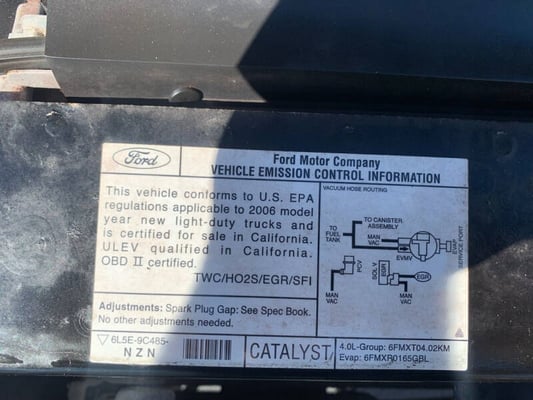 Ford
Ford Motor Company
VEHICLE EMISSION CONTROL INFORMATION
This vehicle conforms to U.S. EPA
regulations applicable to 2006 model
year new light-duty trucks and
is certified for sale in California.
ULEV qualified in California.
OBD II certified.
TWC/HO2S/EGR/SFI
Adjustments: Spark Plug Gap: See Spec Book.
No other adjustments needed.
VACUUM HOSE ROUTING
TO CANISTER
ASSEMBLY
TO FUEL
TANK
MAN
VAC
EVMV
EVAP
SERVICE PORT
PCV
MAN
VAC
EGR
SOL V
EGR
MAN
VAC
6L5E-9C485-
NZN
CATALYST
4.0L-Group: 6FMXT04.02KM
Evap: 6FMXR0165GBL